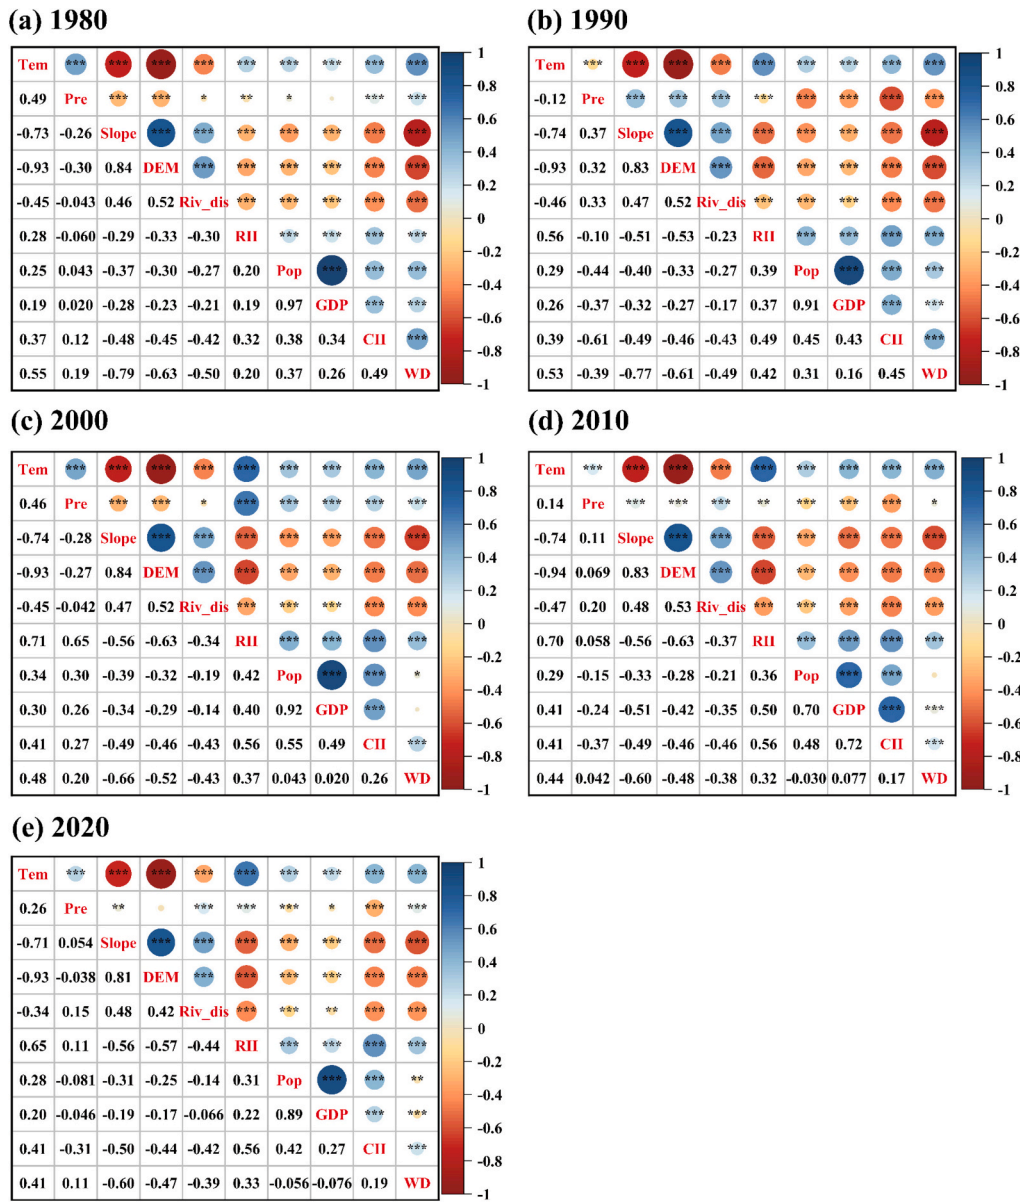 (a) 1980
Tem *** *** *** *** *** *** *** *** ***
0.49 Pre *** *** * ** * *** ***
-0.73 -0.26 Slope *** *** *** *** *** *** ***
-0.93 -0.30 0.84 DEM *** *** *** *** *** ***
-0.45 -0.043 0.46 0.52 Riv_dis *** *** *** *** ***
0.28 -0.060 -0.29 -0.33 -0.30 RII *** *** *** ***
0.25 0.043 -0.37 -0.30 -0.27 0.20 Pop *** *** ***
0.19 0.020 -0.28 -0.23 -0.21 0.19 0.97 GDP *** ***
0.37 0.12 -0.48 -0.45 -0.42 0.32 0.38 0.34 CII ***
0.55 0.19 -0.79 -0.63 -0.50 0.20 0.37 0.26 0.49 WD
1
0.8
0.6
0.4
0.2
0
-0.2
-0.4
-0.6
-0.8
-1
(b) 1990
Tem *** *** *** *** *** *** *** *** ***
-0.12 Pre *** *** *** *** *** *** *** ***
-0.74 0.37 Slope *** *** *** *** *** *** ***
-0.93 0.32 0.83 DEM *** *** *** *** *** ***
-0.46 0.33 0.47 0.52 Riv_dis *** *** *** *** ***
0.56 -0.10 -0.51 -0.53 -0.23 RII *** *** *** ***
0.29 -0.44 -0.40 -0.33 -0.27 0.39 Pop *** *** ***
0.26 -0.37 -0.32 -0.27 -0.17 0.37 0.91 GDP *** ***
0.39 -0.61 -0.49 -0.46 -0.43 0.49 0.45 0.43 CII ***
0.53 -0.39 -0.77 -0.61 -0.49 0.42 0.31 0.16 0.45 WD
1
0.8
0.6
0.4
0.2
0
-0.2
-0.4
-0.6
-0.8
-1
(c) 2000
Tem *** *** *** *** *** *** *** *** ***
0.46 Pre *** *** * *** *** *** *** ***
-0.74 -0.28 Slope *** *** *** *** *** *** ***
-0.93 -0.27 0.84 DEM *** *** *** *** *** ***
-0.45 -0.042 0.47 0.52 Riv_dis *** *** *** *** ***
0.71 0.65 -0.56 -0.63 -0.34 RII *** *** *** ***
0.34 0.30 -0.39 -0.32 -0.19 0.42 Pop *** *** *
0.30 0.26 -0.34 -0.29 -0.14 0.40 0.92 GDP ***
0.41 0.27 -0.49 -0.46 -0.43 0.56 0.55 0.49 CII ***
0.48 0.20 -0.66 -0.52 -0.43 0.37 0.043 0.020 0.26 WD
1
0.8
0.6
0.4
0.2
0
-0.2
-0.4
-0.6
-0.8
-1
(d) 2010
Tem *** *** *** *** *** *** *** *** ***
0.14 Pre *** *** *** ** *** *** *** *
-0.74 0.11 Slope *** *** *** *** *** *** ***
-0.94 0.069 0.83 DEM *** *** *** *** *** ***
-0.47 0.20 0.48 0.53 Riv_dis *** *** *** *** ***
0.70 0.058 -0.56 -0.63 -0.37 RII *** *** *** ***
0.29 -0.15 -0.33 -0.28 -0.21 0.36 Pop *** ***
0.41 -0.24 -0.51 -0.42 -0.35 0.50 0.70 GDP *** ***
0.41 -0.37 -0.49 -0.46 -0.46 0.56 0.48 0.72 CII ***
0.44 0.042 -0.60 -0.48 -0.38 0.32 -0.030 0.077 0.17 WD
1
0.8
0.6
0.4
0.2
0
-0.2
-0.4
-0.6
-0.8
-1
(e) 2020
Tem *** *** *** *** *** *** *** *** ***
0.26 Pre ** *** *** *** * *** ***
-0.71 0.054 Slope *** *** *** *** *** *** ***
-0.93 -0.038 0.81 DEM *** *** *** *** *** ***
-0.34 0.15 0.48 0.42 Riv_dis *** *** ** *** ***
0.65 0.11 -0.56 -0.57 -0.44 RII *** *** *** ***
0.28 -0.081 -0.31 -0.25 -0.14 0.31 Pop *** *** **
0.20 -0.046 -0.19 -0.17 -0.066 0.22 0.89 GDP *** ***
0.41 -0.31 -0.50 -0.44 -0.42 0.56 0.42 0.27 CII ***
0.41 0.11 -0.60 -0.47 -0.39 0.33 -0.056 -0.076 0.19 WD
1
0.8
0.6
0.4
0.2
0
-0.2
-0.4
-0.6
-0.8
-1